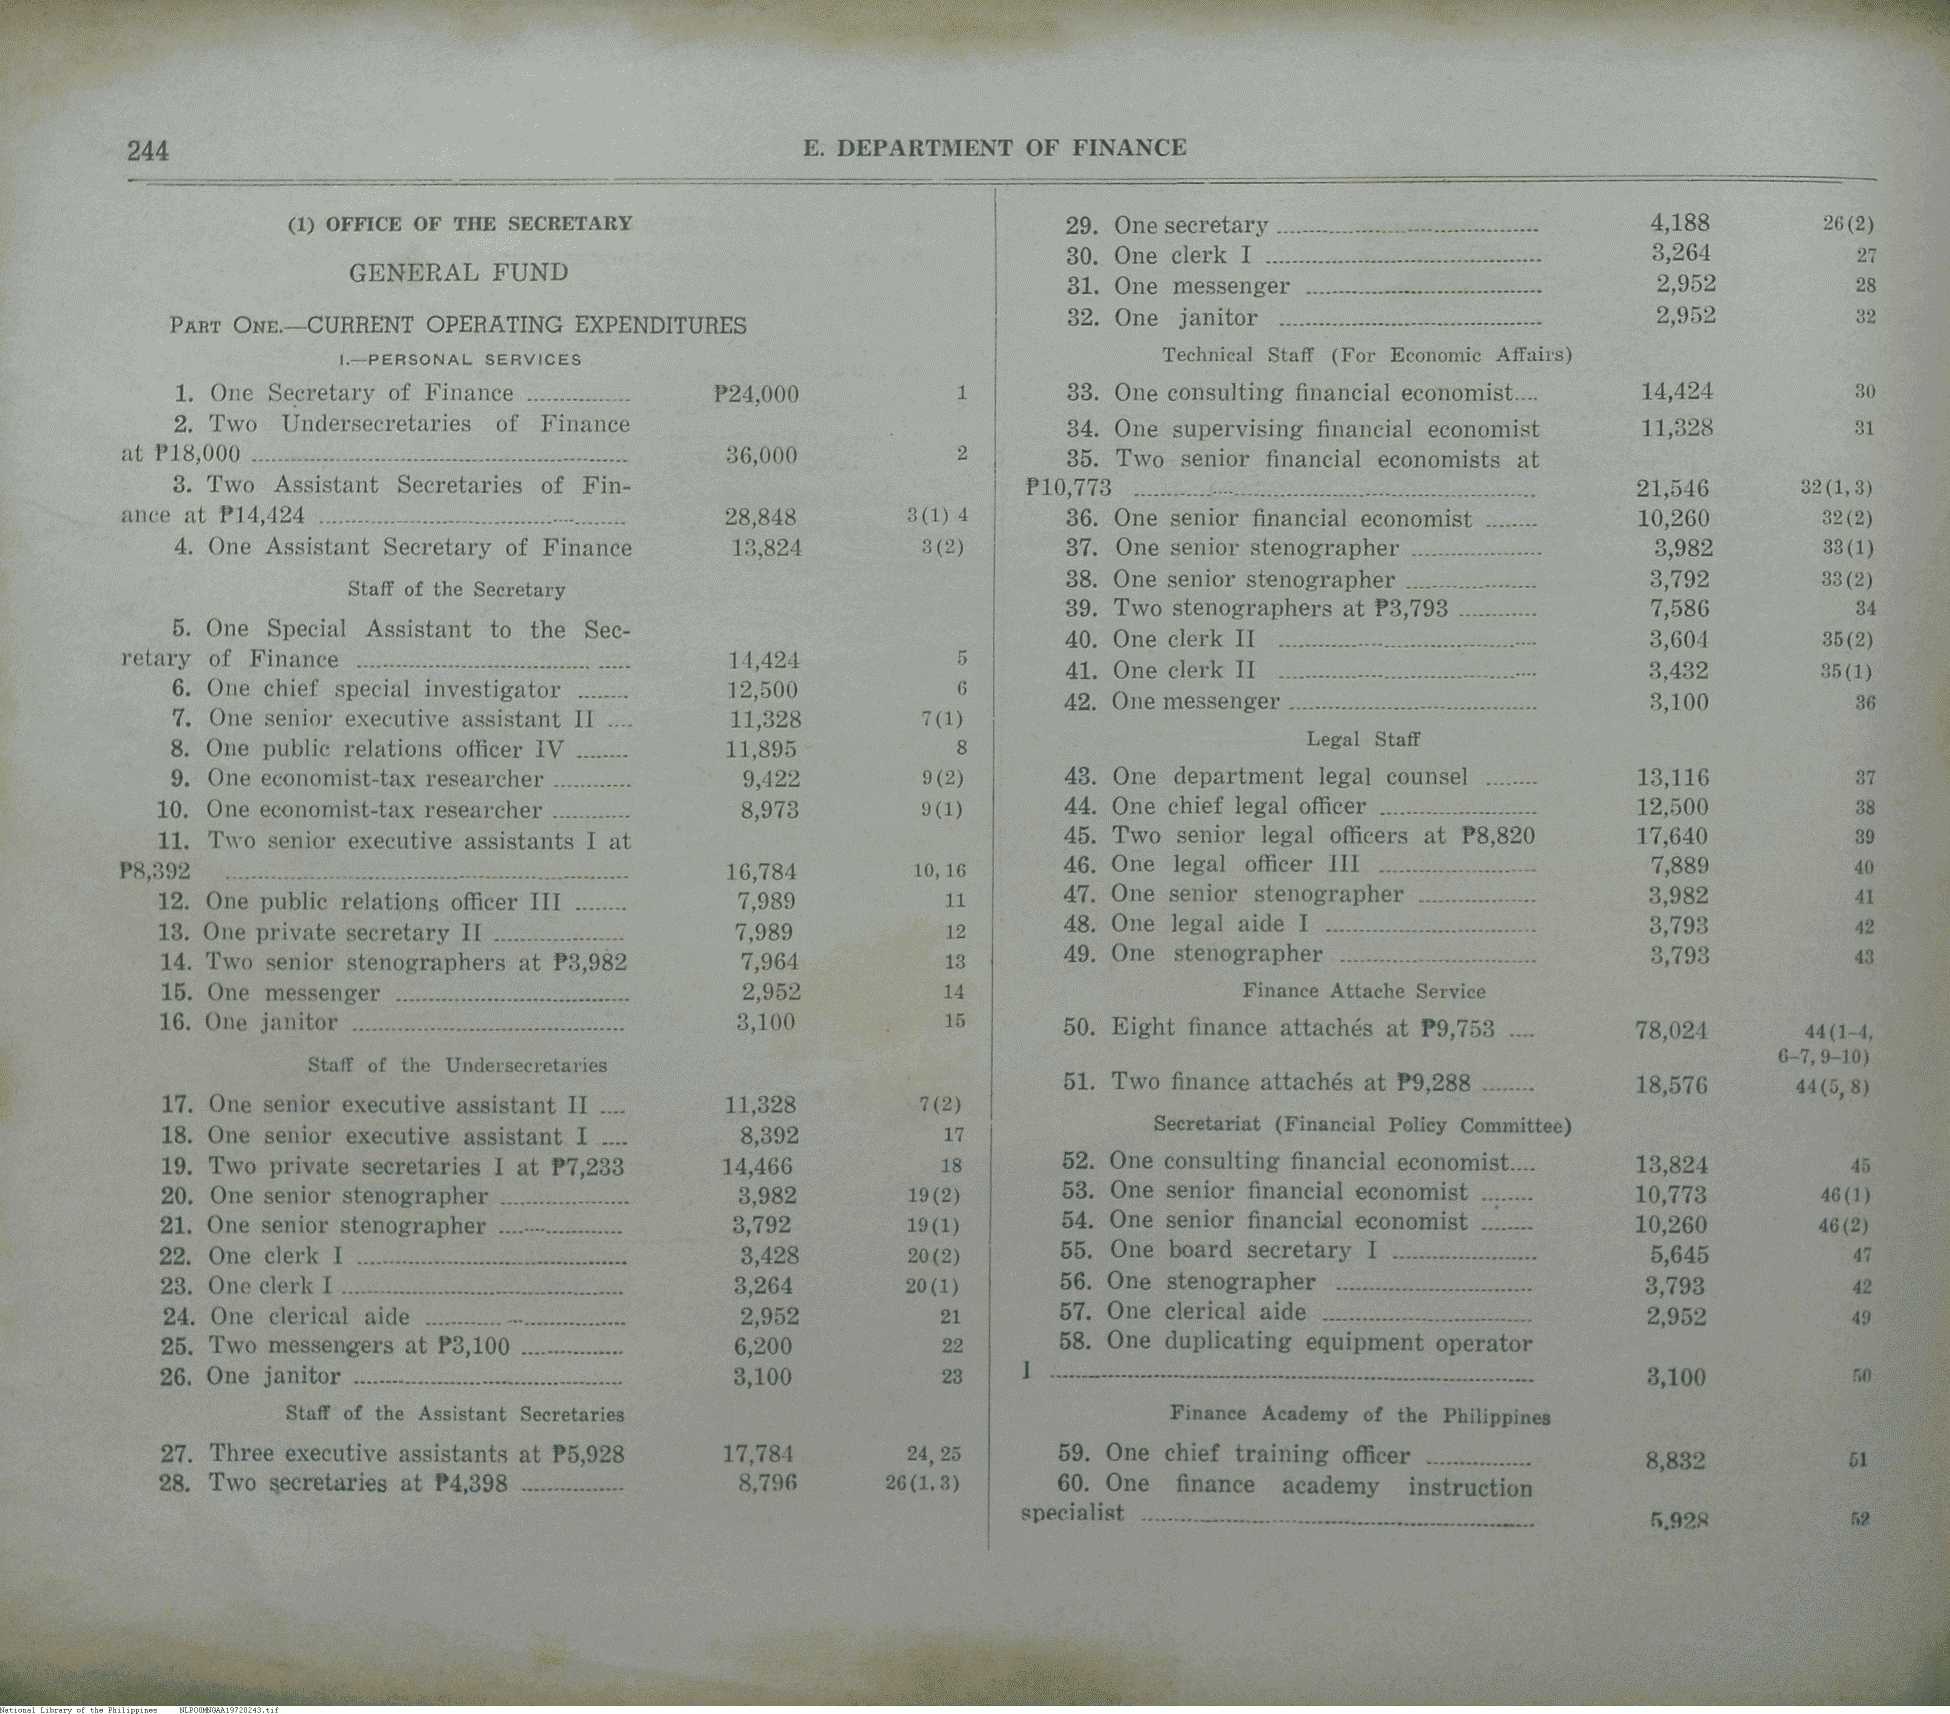 244
E. DEPARTMENT OF FINANCE
(1) OFFICE OF THE SECRETARY
GENERAL FUND
PART ONE.—CURRENT OPERATING EXPENDITURES
I.—PERSONAL SERVICES
1. One Secretary of Finance ................ ₱24,000 1
2. Two Undersecretaries of Finance
at ₱18,000 ................ 36,000 2
3. Two Assistant Secretaries of Fin-
ance at ₱14,424 ................ 28,848 3(1) 4
4. One Assistant Secretary of Finance 13,824 3(2)
Staff of the Secretary
5. One Special Assistant to the Sec-
retary of Finance ................ 14,424 5
6. One chief special investigator ........ 12,500 6
7. One senior executive assistant II .... 11,328 7(1)
8. One public relations officer IV ........ 11,895 8
9. One economist-tax researcher ............ 9,422 9(2)
10. One economist-tax researcher ............ 8,973 9(1)
11. Two senior executive assistants I at
₱8,392 ................ 16,784 10, 16
12. One public relations officer III ........ 7,989 11
13. One private secretary II ................ 7,989 12
14. Two senior stenographers at ₱3,982 7,964 13
15. One messenger ................ 2,952 14
16. One janitor ................ 3,100 15
Staff of the Undersecretaries
17. One senior executive assistant II .... 11,328 7(2)
18. One senior executive assistant I .... 8,392 17
19. Two private secretaries I at ₱7,233 14,466 18
20. One senior stenographer ................ 3,982 19(2)
21. One senior stenographer ................ 3,792 19(1)
22. One clerk I ................ 3,428 20(2)
23. One clerk I ................ 3,264 20(1)
24. One clerical aide ................ 2,952 21
25. Two messengers at ₱3,100 ................ 6,200 22
26. One janitor ................ 3,100 23
Staff of the Assistant Secretaries
27. Three executive assistants at ₱5,928 17,784 24, 25
28. Two secretaries at ₱4,398 ................ 8,796 26(1, 3)
29. One secretary ................ 4,188 26(2)
30. One clerk I ................ 3,264 27
31. One messenger ................ 2,952 28
32. One janitor ................ 2,952 32
Technical Staff (For Economic Affairs)
33. One consulting financial economist.... 14,424 30
34. One supervising financial economist 11,328 31
35. Two senior financial economists at
₱10,773 ................ 21,546 32(1, 3)
36. One senior financial economist ........ 10,260 32(2)
37. One senior stenographer ................ 3,982 33(1)
38. One senior stenographer ................ 3,792 33(2)
39. Two stenographers at ₱3,793 ............ 7,586 34
40. One clerk II ................ 3,604 35(2)
41. One clerk II ................ 3,432 35(1)
42. One messenger ................ 3,100 36
Legal Staff
43. One department legal counsel ........ 13,116 37
44. One chief legal officer ................ 12,500 38
45. Two senior legal officers at ₱8,820 17,640 39
46. One legal officer III ................ 7,889 40
47. One senior stenographer ................ 3,982 41
48. One legal aide I ................ 3,793 42
49. One stenographer ................ 3,793 43
Finance Attache Service
50. Eight finance attachés at ₱9,753 .... 78,024 44(1–4,
6–7, 9–10)
51. Two finance attachés at ₱9,288 ........ 18,576 44(5, 8)
Secretariat (Financial Policy Committee)
52. One consulting financial economist.... 13,824 45
53. One senior financial economist ........ 10,773 46(1)
54. One senior financial economist ........ 10,260 46(2)
55. One board secretary I ................ 5,645 47
56. One stenographer ................ 3,793 42
57. One clerical aide ................ 2,952 49
58. One duplicating equipment operator
I ................ 3,100 50
Finance Academy of the Philippines
59. One chief training officer ................ 8,832 51
60. One finance academy instruction
specialist ................ 5,928 52
National Library of the Philippines NLPOOMNGAA19720243.tif